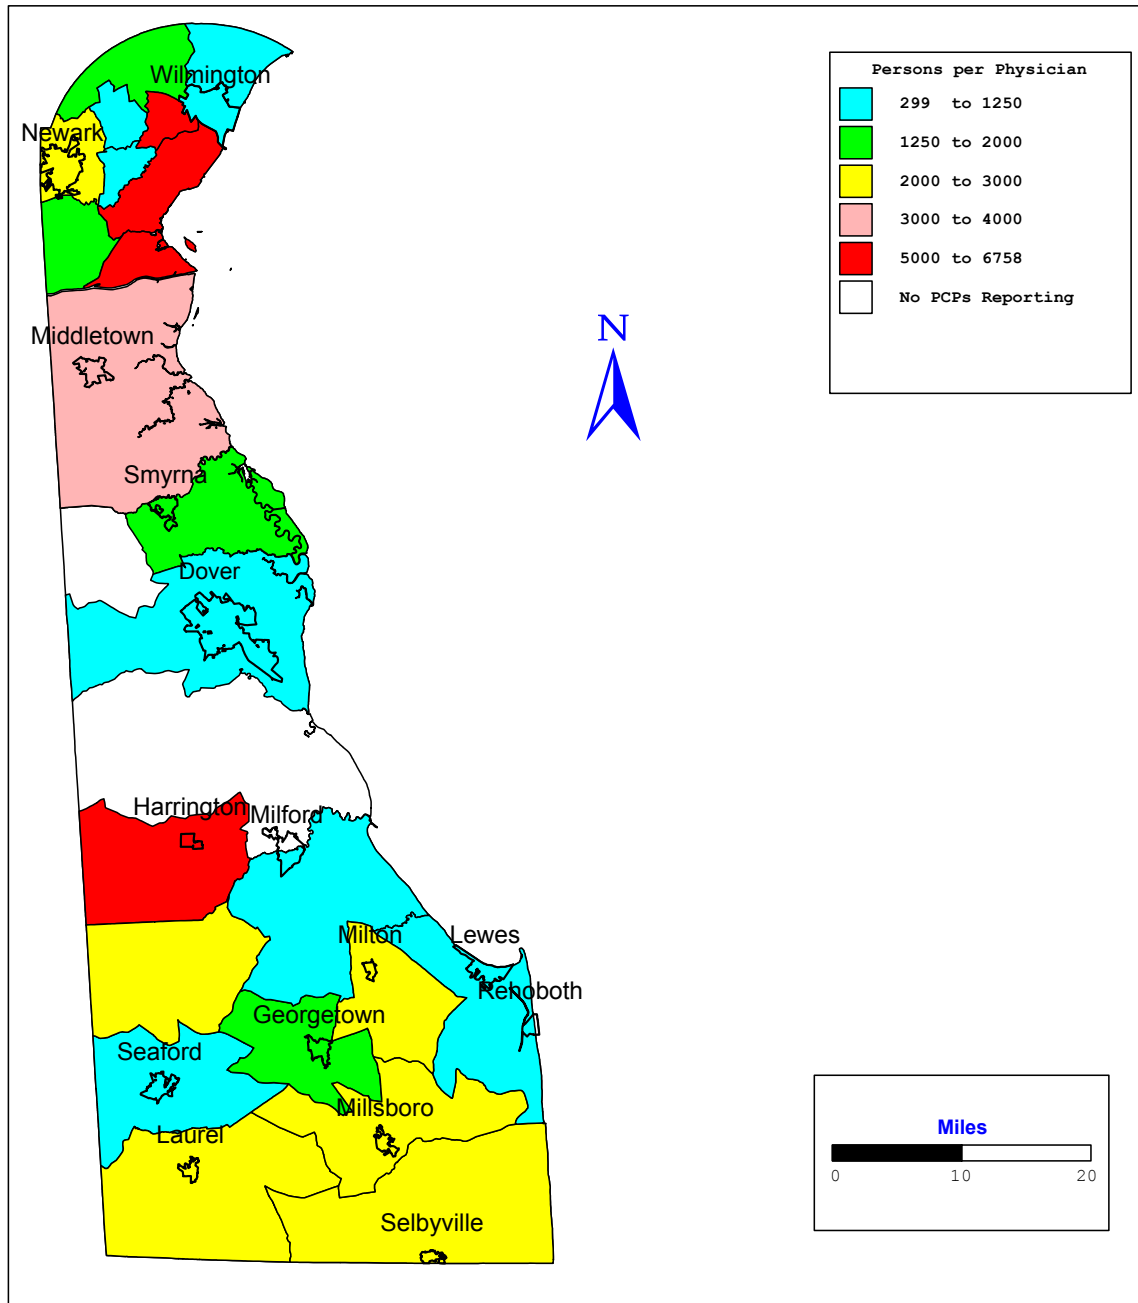 Wilmington
Newark
Middletown
Smyrna
Dover
Harrington
Milford
Milton
Lewes
Rehoboth
Georgetown
Seaford
Millsboro
Laurel
Selbyville
N
Persons per Physician
299 to 1250
1250 to 2000
2000 to 3000
3000 to 4000
5000 to 6758
No PCPs Reporting
Miles
0 10 20